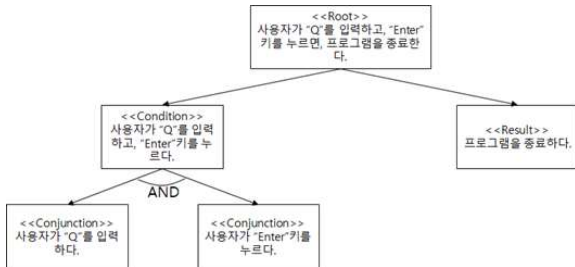 <<Root>>
사용자가 "Q"를 입력하고, "Enter"
키를 누르면, 프로그램을 종료한
다.
<<Condition>>
사용자가 "Q"를 입력
하고, "Enter"키를 누
르다.
<<Result>>
프로그램을 종료하다.
AND
<<Conjunction>>
사용자가 "Q"를 입력
하다.
<<Conjunction>>
사용자가 "Enter"키를
누르다.